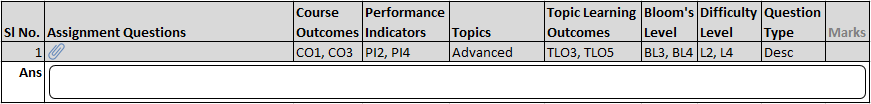 Sl No. Assignment Questions Course Outcomes Performance Indicators Topics Topic Learning Outcomes Bloom's Level Difficulty Level Question Type Marks
1 CO1, CO3 PI2, PI4 Advanced TLO3, TLO5 BL3, BL4 L2, L4 Desc
Ans